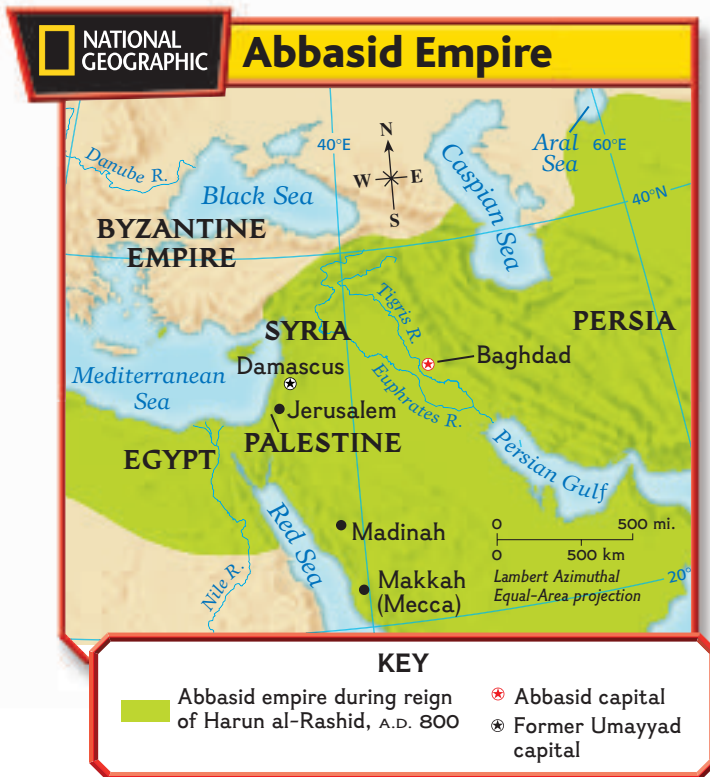 NATIONAL
GEOGRAPHIC
Abbasid Empire
Danube R.
Black Sea
40°E
N
W
E
S
Caspian Sea
Aral
Sea
60°E
40°N
BYZANTINE
EMPIRE
SYRIA
Tigris R.
PERSIA
Baghdad
Damascus
Mediterranean
Sea
Euphrates R.
Jerusalem
PALESTINE
EGYPT
Persian Gulf
Red Sea
Madinah
0
500 mi.
0
500 km
Lambert Azimuthal
Equal-Area projection
20°
Nile R.
Makkah
(Mecca)
KEY
Abbasid empire during reign
of Harun al-Rashid, A.D. 800
Abbasid capital
Former Umayyad
capital